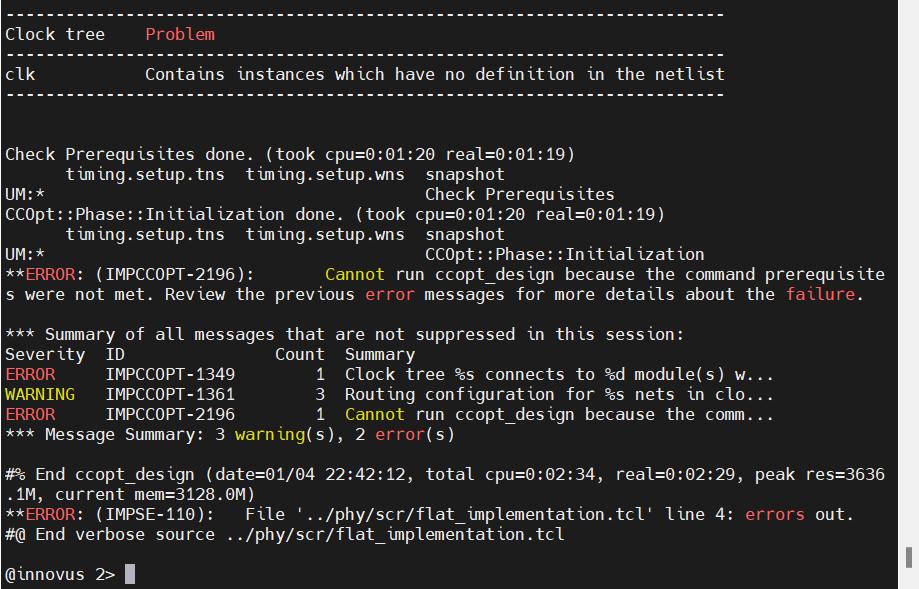 ------------------------------------------------------------------------
Clock tree    Problem
------------------------------------------------------------------------
clk           Contains instances which have no definition in the netlist
------------------------------------------------------------------------
Check Prerequisites done. (took cpu=0:01:20 real=0:01:19)
      timing.setup.tns  timing.setup.wns  snapshot
UM:*                                      Check Prerequisites
CCOpt::Phase::Initialization done. (took cpu=0:01:20 real=0:01:19)
      timing.setup.tns  timing.setup.wns  snapshot
UM:*                                      CCOpt::Phase::Initialization
**ERROR: (IMPCCOPT-2196):       Cannot run ccopt_design because the command prerequisite
s were not met. Review the previous error messages for more details about the failure.
*** Summary of all messages that are not suppressed in this session:
Severity  ID               Count  Summary
ERROR     IMPCCOPT-1349        1  Clock tree %s connects to %d module(s) w...
WARNING   IMPCCOPT-1361        3  Routing configuration for %s nets in clo...
ERROR     IMPCCOPT-2196        1  Cannot run ccopt_design because the comm...
*** Message Summary: 3 warning(s), 2 error(s)
#% End ccopt_design (date=01/04 22:42:12, total cpu=0:02:34, real=0:02:29, peak res=3636
.1M, current mem=3128.0M)
**ERROR: (IMPSE-110):   File '../phy/scr/flat_implementation.tcl' line 4: errors out.
#@ End verbose source ../phy/scr/flat_implementation.tcl
@innovus 2>